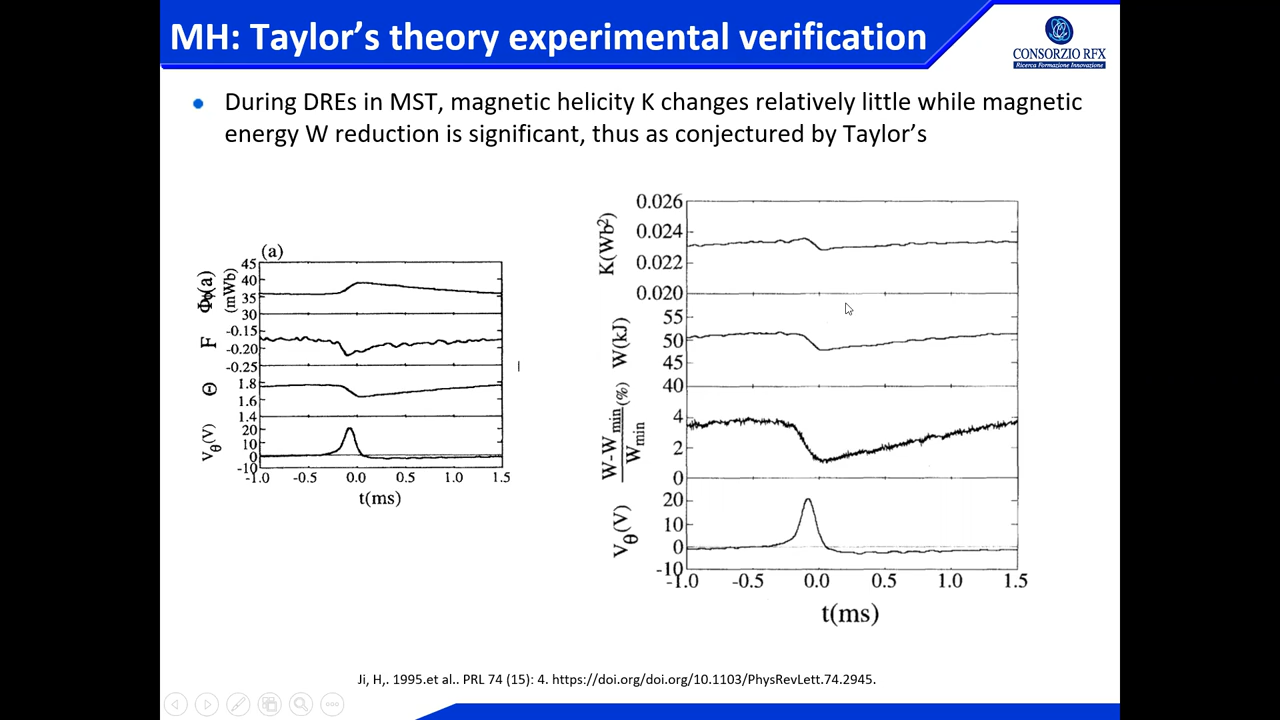 MH: Taylor's theory experimental verification
CONSORZIO RFX
Ricerca Formazione Innovazione
During DREs in MST, magnetic helicity K changes relatively little while magnetic
energy W reduction is significant, thus as conjectured by Taylor's
(a)
45
40
35
30
(mWb)
-0.15
-0.20
-0.25
F
1.8
1.6
1.4
Θ
20
10
0
-10
Vθ(V)
-1.0 -0.5 0.0 0.5 1.0 1.5
t(ms)
0.026
0.024
0.022
0.020
K(Wb²)
55
50
45
40
W(kJ)
4
2
0
W-Wmin (%)
Wmin
20
10
0
-10
Vθ(V)
-1.0 -0.5 0.0 0.5 1.0 1.5
t(ms)
Ji, H,. 1995.et al.. PRL 74 (15): 4. https://doi.org/doi.org/10.1103/PhysRevLett.74.2945.